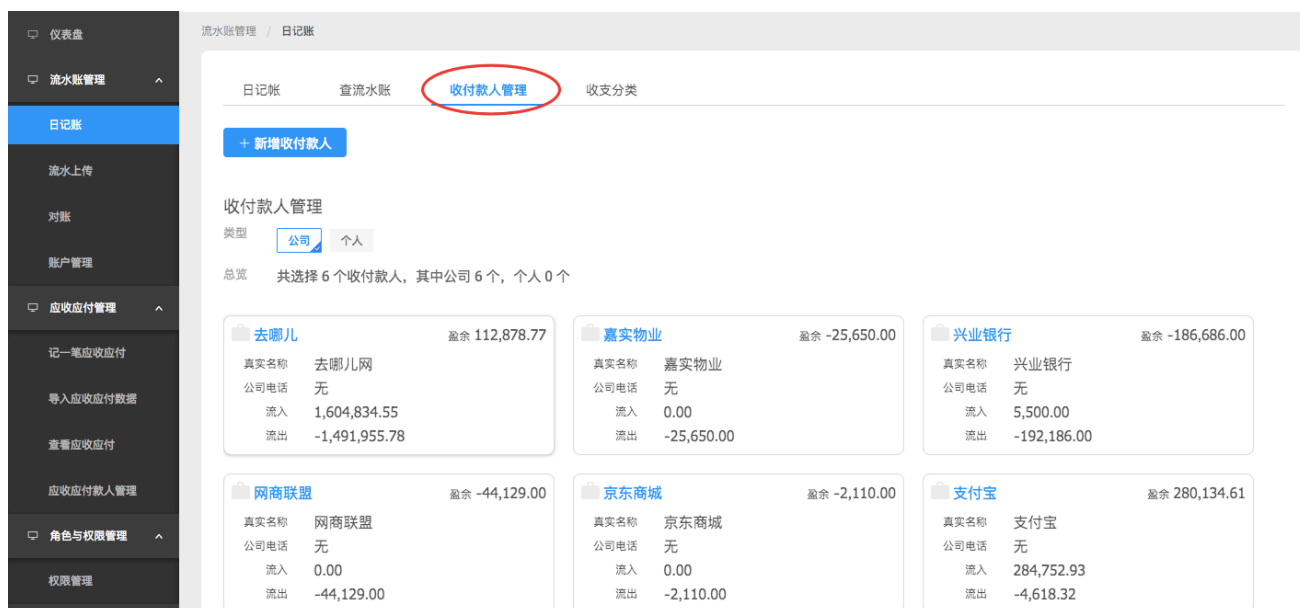 仪表盘
流水账管理
日记账
流水上传
对账
账户管理
应收应付管理
记一笔应收应付
导入应收应付数据
查看应收应付
应收应付款人管理
角色与权限管理
权限管理
流水账管理 / 日记账
日记帐 查流水账 收付款人管理 收支分类
+ 新增收付款人
收付款人管理
类型 公司 个人
总览 共选择 6 个收付款人，其中公司 6 个，个人 0 个
去哪儿 盈余 112,878.77
真实名称 去哪儿网
公司电话 无
流入 1,604,834.55
流出 -1,491,955.78
嘉实物业 盈余 -25,650.00
真实名称 嘉实物业
公司电话 无
流入 0.00
流出 -25,650.00
兴业银行 盈余 -186,686.00
真实名称 兴业银行
公司电话 无
流入 5,500.00
流出 -192,186.00
网商联盟 盈余 -44,129.00
真实名称 网商联盟
公司电话 无
流入 0.00
流出 -44,129.00
京东商城 盈余 -2,110.00
真实名称 京东商城
公司电话 无
流入 0.00
流出 -2,110.00
支付宝 盈余 280,134.61
真实名称 支付宝
公司电话 无
流入 284,752.93
流出 -4,618.32